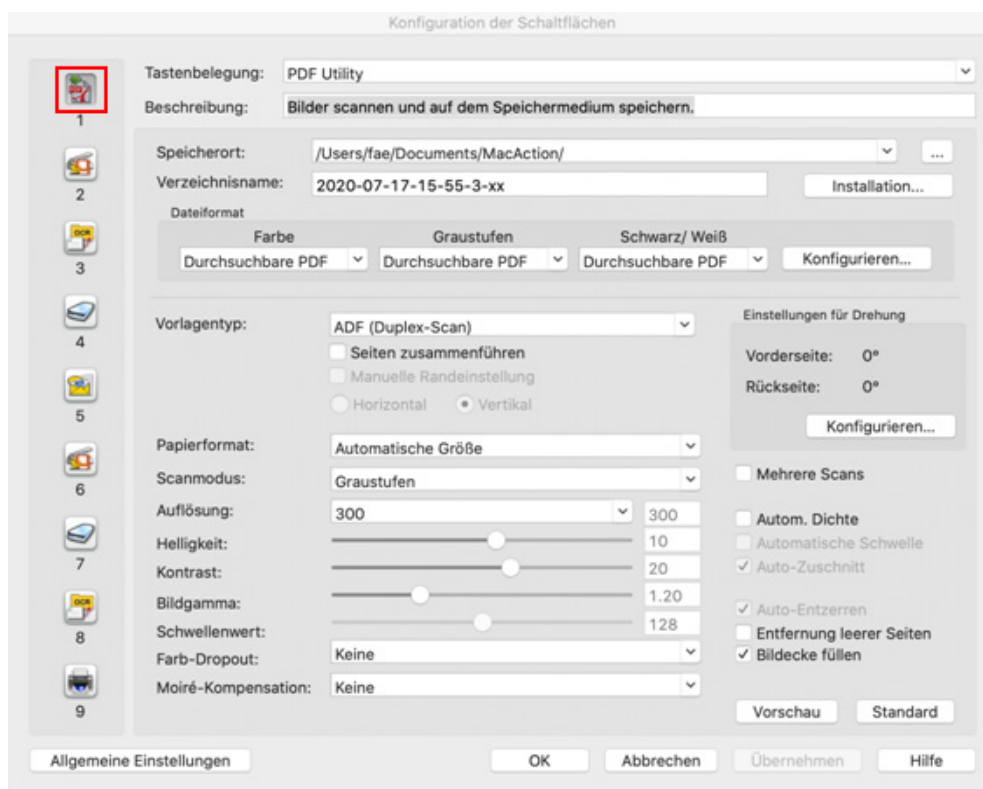 Konfiguration der Schaltflächen
Tastenbelegung: PDF Utility
Beschreibung: Bilder scannen und auf dem Speichermedium speichern.
1
2
3
4
5
6
7
8
9
OCR
OCR
Speicherort: /Users/fae/Documents/MacAction/ ...
Verzeichnisname: 2020-07-17-15-55-3-xx Installation...
Dateiformat
Farbe Graustufen Schwarz/ Weiß
Durchsuchbare PDF Durchsuchbare PDF Durchsuchbare PDF Konfigurieren...
Vorlagentyp: ADF (Duplex-Scan)
Seiten zusammenführen
Manuelle Randeinstellung
Horizontal Vertikal
Einstellungen für Drehung
Vorderseite: 0°
Rückseite: 0°
Konfigurieren...
Papierformat: Automatische Größe
Scanmodus: Graustufen
Auflösung: 300 300
Helligkeit: 10
Kontrast: 20
Bildgamma: 1.20
Schwellenwert: 128
Farb-Dropout: Keine
Moiré-Kompensation: Keine
Mehrere Scans
Autom. Dichte
Automatische Schwelle
Auto-Zuschnitt
Auto-Entzerren
Entfernung leerer Seiten
Bildecke füllen
Vorschau Standard
Allgemeine Einstellungen OK Abbrechen Übernehmen Hilfe